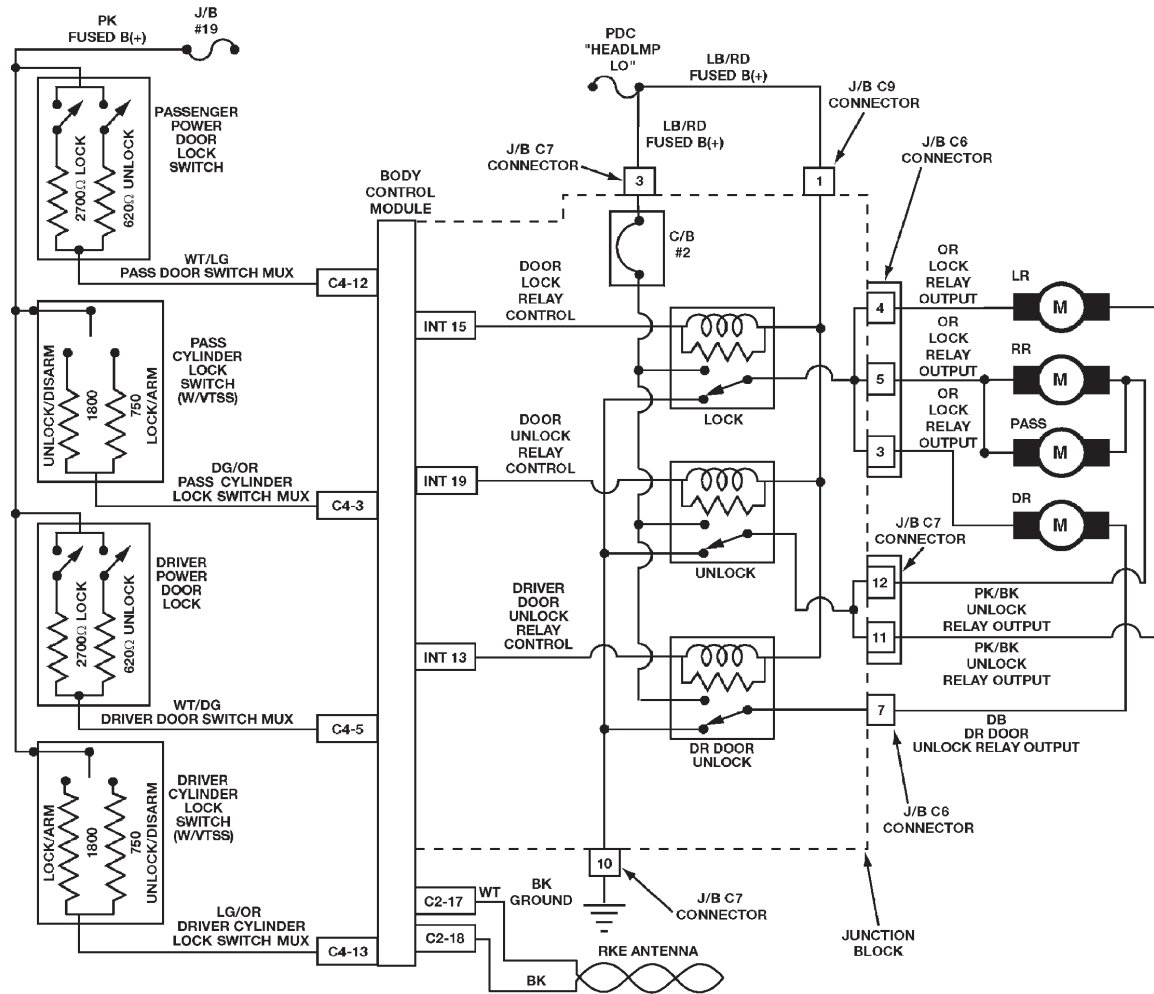 PK
FUSED B(+)
J/B
#19
PASSENGER
POWER
DOOR
LOCK
SWITCH
2700Ω LOCK
620Ω UNLOCK
WT/LG
PASS DOOR SWITCH MUX
C4-12
PASS
CYLINDER
LOCK
SWITCH
(W/VTSS)
UNLOCK/DISARM
1800
750
LOCK/ARM
DG/OR
PASS CYLINDER
LOCK SWITCH MUX
C4-3
DRIVER
POWER
DOOR
LOCK
2700Ω LOCK
620Ω UNLOCK
WT/DG
DRIVER DOOR SWITCH MUX
C4-5
DRIVER
CYLINDER
LOCK
SWITCH
(W/VTSS)
LOCK/ARM
1800
750
UNLOCK/DISARM
LG/OR
DRIVER CYLINDER
LOCK SWITCH MUX
C4-13
BODY
CONTROL
MODULE
INT 15
DOOR
LOCK
RELAY
CONTROL
INT 19
DOOR
UNLOCK
RELAY
CONTROL
INT 13
DRIVER
DOOR
UNLOCK
RELAY
CONTROL
C2-17
WT
C2-18
BK
RKE ANTENNA
PDC
"HEADLMP
LO"
LB/RD
FUSED B(+)
LB/RD
FUSED B(+)
J/B C9
CONNECTOR
J/B C7
CONNECTOR
3
1
C/B
#2
LOCK
UNLOCK
DR DOOR
UNLOCK
10
BK
GROUND
J/B C7
CONNECTOR
J/B C6
CONNECTOR
4
5
3
OR
LOCK
RELAY
OUTPUT
OR
LOCK
RELAY
OUTPUT
OR
LOCK
RELAY
OUTPUT
LR
M
RR
M
PASS
M
DR
M
J/B C7
CONNECTOR
12
11
PK/BK
UNLOCK
RELAY OUTPUT
PK/BK
UNLOCK
RELAY OUTPUT
7
DB
DR DOOR
UNLOCK RELAY OUTPUT
J/B C6
CONNECTOR
JUNCTION
BLOCK